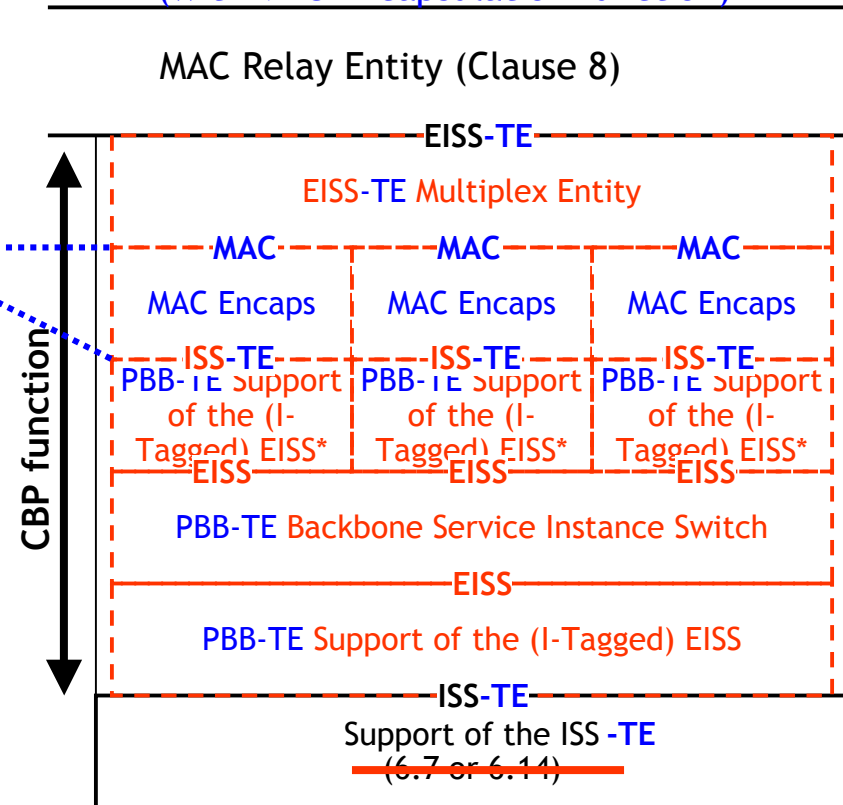 MAC Relay Entity (Clause 8)
EISS-TE
EISS-TE Multiplex Entity
MAC MAC MAC
MAC Encaps MAC Encaps MAC Encaps
ISS-TE ISS-TE ISS-TE
PBB-TE Support PBB-TE Support PBB-TE Support
of the (I- of the (I- of the (I-
Tagged) EISS* Tagged) EISS* Tagged) EISS*
EISS EISS EISS
CBP function
PBB-TE Backbone Service Instance Switch
EISS
PBB-TE Support of the (I-Tagged) EISS
ISS-TE
Support of the ISS -TE
(6.7 or 6.14)